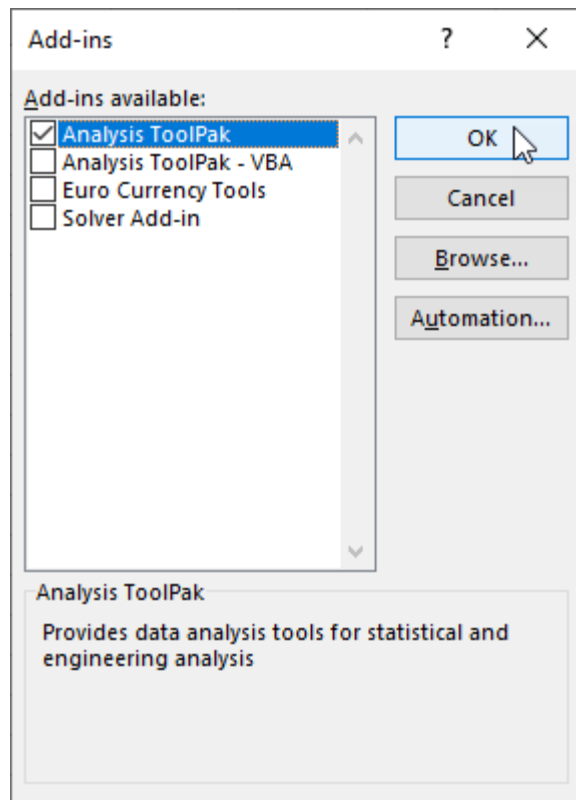 Add-ins
?
Add-ins available:
Analysis ToolPak
Analysis ToolPak - VBA
Euro Currency Tools
Solver Add-in
OK
Cancel
Browse...
Automation...
Analysis ToolPak
Provides data analysis tools for statistical and
engineering analysis